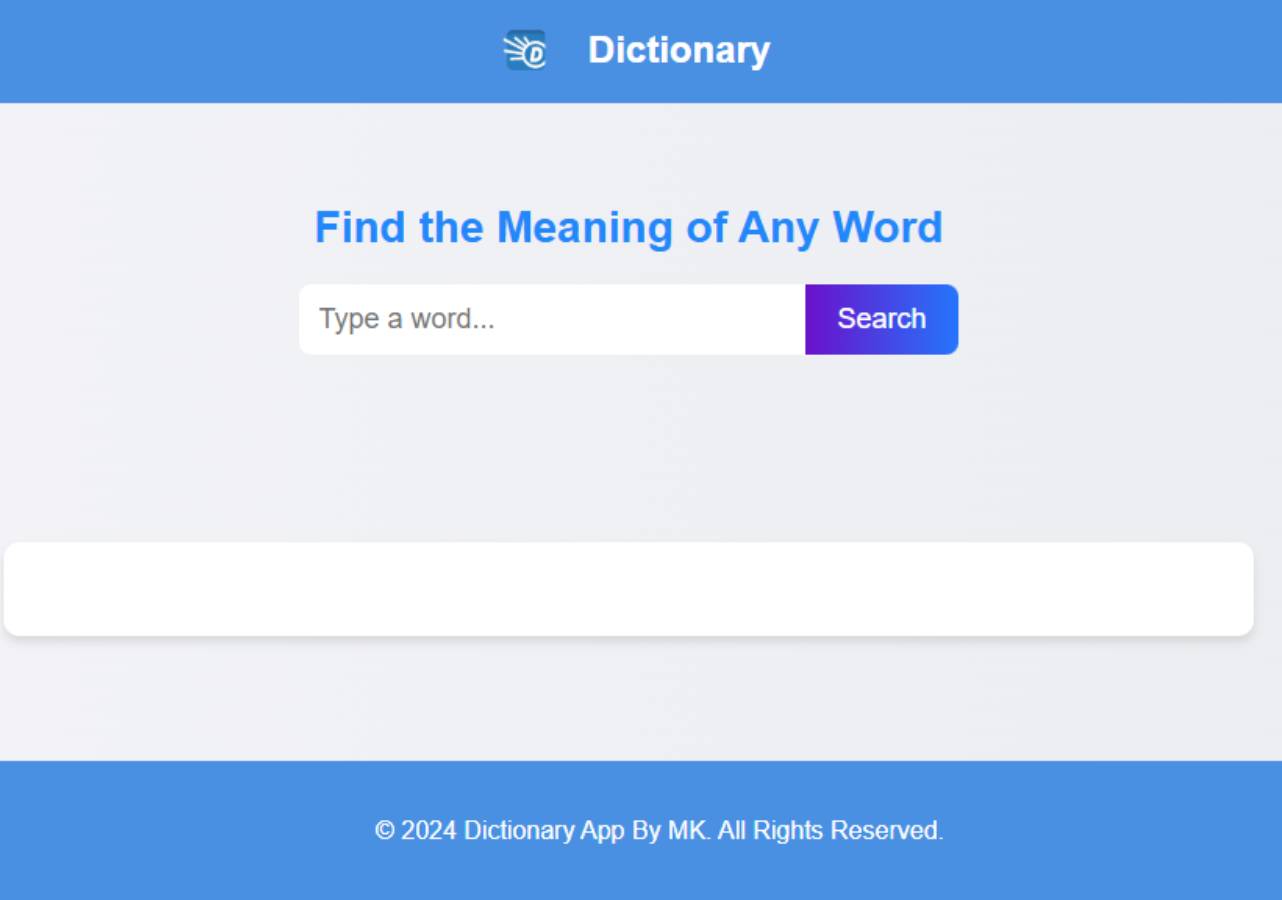 D Dictionary
Find the Meaning of Any Word
Type a word...
Search
© 2024 Dictionary App By MK. All Rights Reserved.